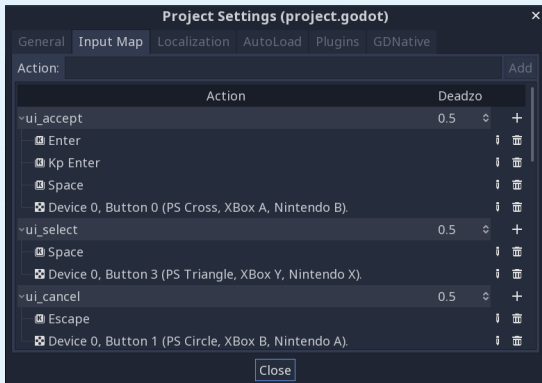 Project Settings (project.godot)
General Input Map Localization AutoLoad Plugins GDNative
Action: Add
Action Deadzo
ui_accept 0.5
Enter
Kp Enter
Space
Device 0, Button 0 (PS Cross, XBox A, Nintendo B).
ui_select 0.5
Space
Device 0, Button 3 (PS Triangle, XBox Y, Nintendo X).
ui_cancel 0.5
Escape
Device 0, Button 1 (PS Circle, XBox B, Nintendo A).
Close